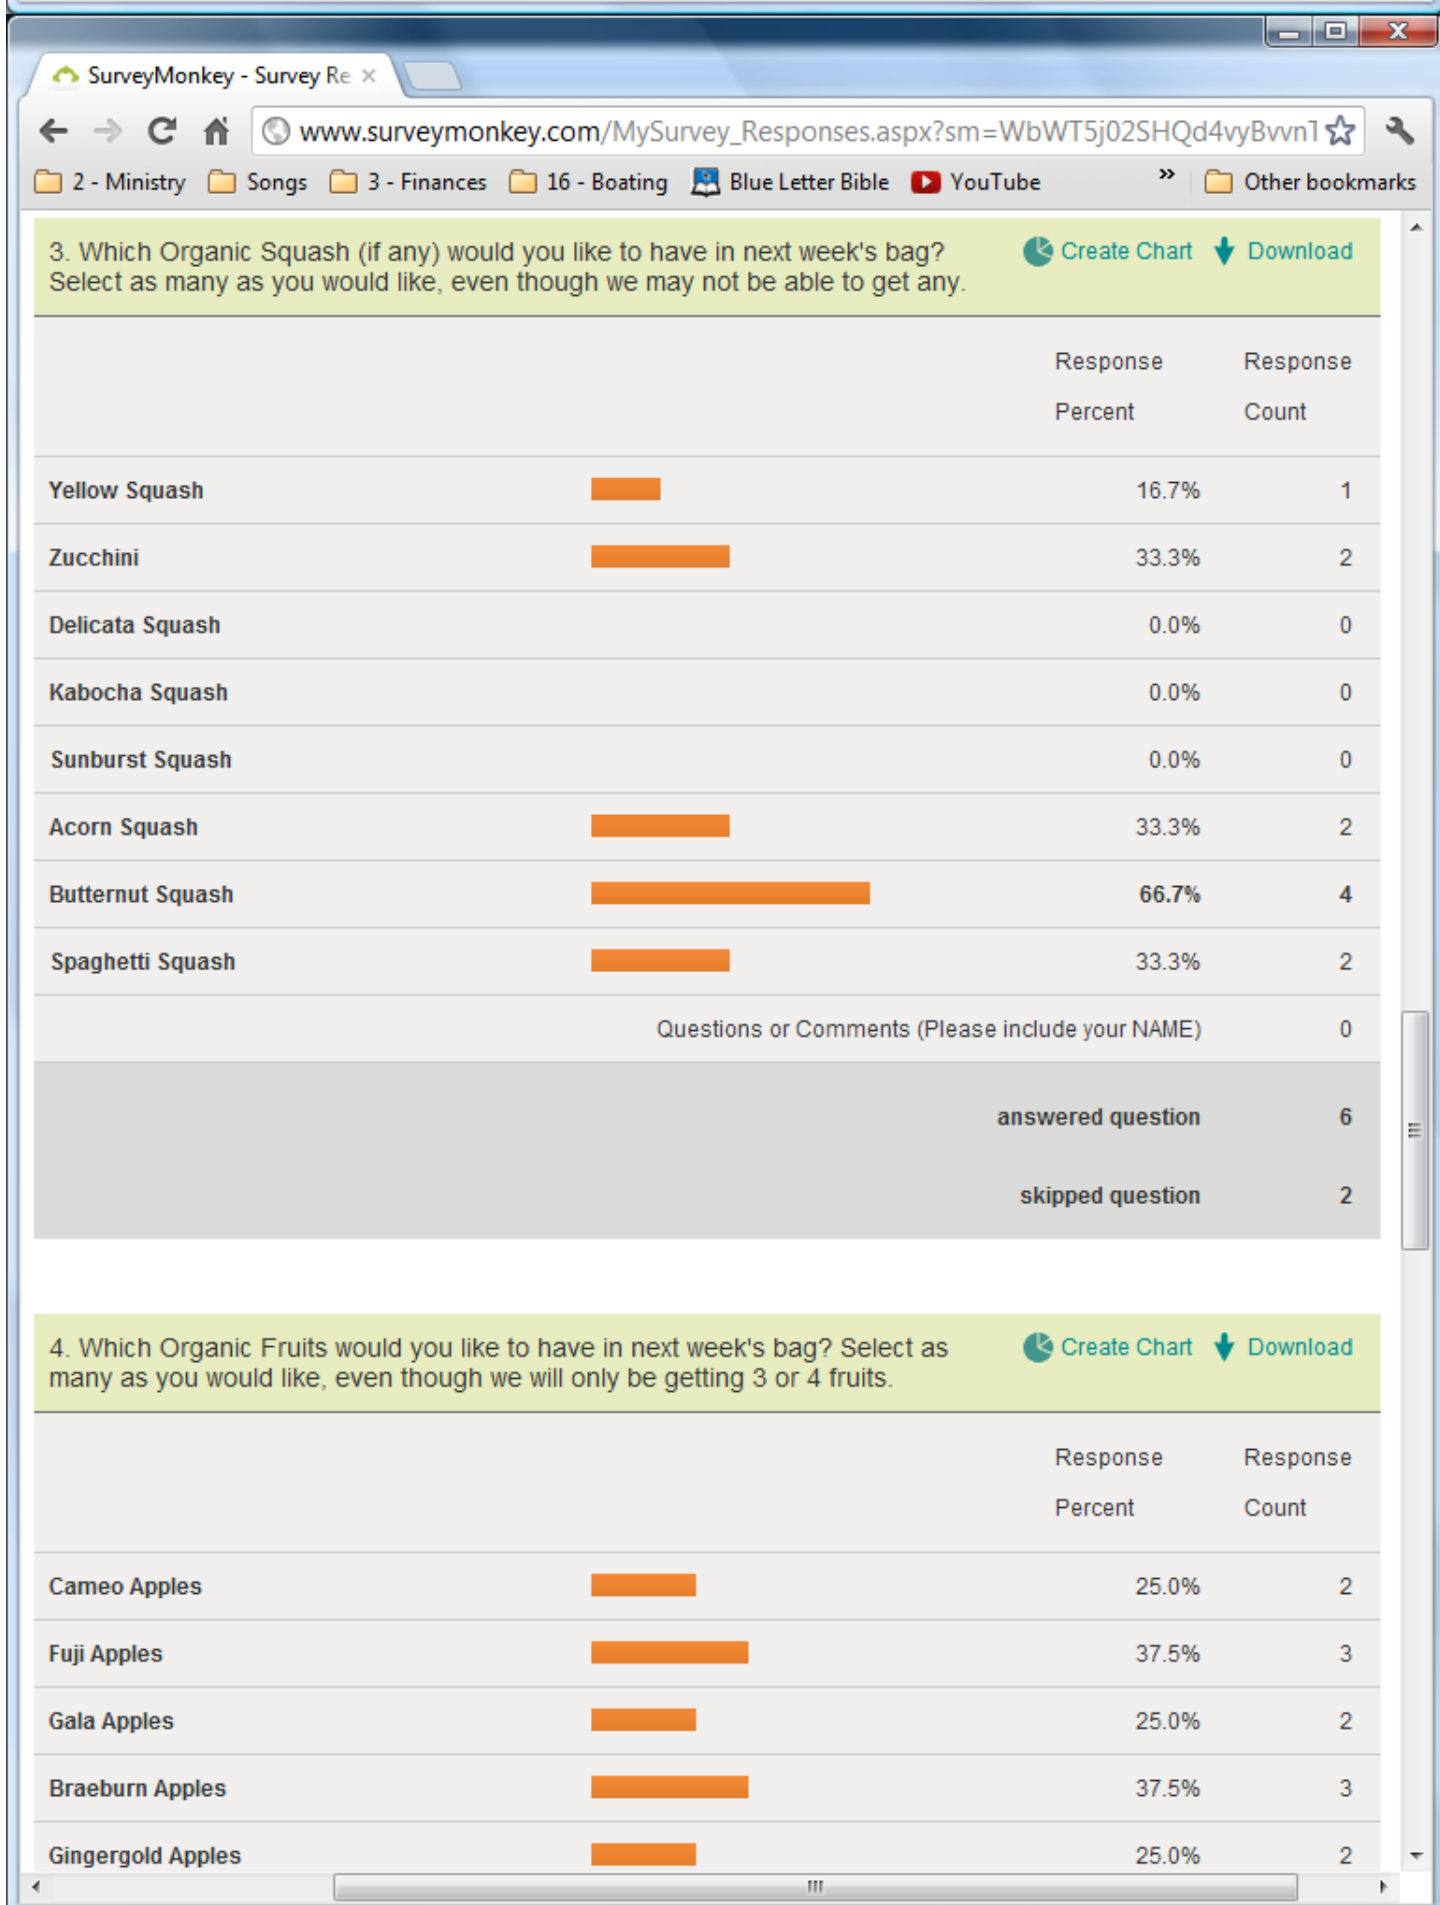 SurveyMonkey - Survey Re
www.surveymonkey.com/MySurvey_Responses.aspx?sm=WbWT5j02SHQd4vyBvvn
2 - Ministry Songs 3 - Finances 16 - Boating Blue Letter Bible YouTube » Other bookmarks
3. Which Organic Squash (if any) would you like to have in next week's bag? Create Chart Download
Select as many as you would like, even though we may not be able to get any.
Response Response
Percent Count
Yellow Squash 16.7% 1
Zucchini 33.3% 2
Delicata Squash 0.0% 0
Kabocha Squash 0.0% 0
Sunburst Squash 0.0% 0
Acorn Squash 33.3% 2
Butternut Squash 66.7% 4
Spaghetti Squash 33.3% 2
Questions or Comments (Please include your NAME) 0
answered question 6
skipped question 2
4. Which Organic Fruits would you like to have in next week's bag? Select as Create Chart Download
many as you would like, even though we will only be getting 3 or 4 fruits.
Response Response
Percent Count
Cameo Apples 25.0% 2
Fuji Apples 37.5% 3
Gala Apples 25.0% 2
Braeburn Apples 37.5% 3
Gingergold Apples 25.0% 2